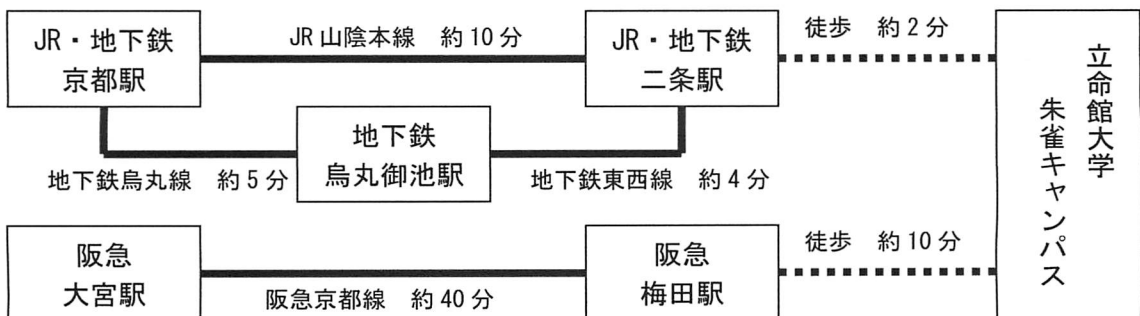 JR・地下鉄
京都駅
JR 山陰本線　約 10 分
JR・地下鉄
二条駅
徒歩　約 2 分
地下鉄
烏丸御池駅
地下鉄烏丸線　約 5 分
地下鉄東西線　約 4 分
阪急
大宮駅
阪急京都線　約 40 分
阪急
梅田駅
徒歩　約 10 分
立命館大学
朱雀キャンパス